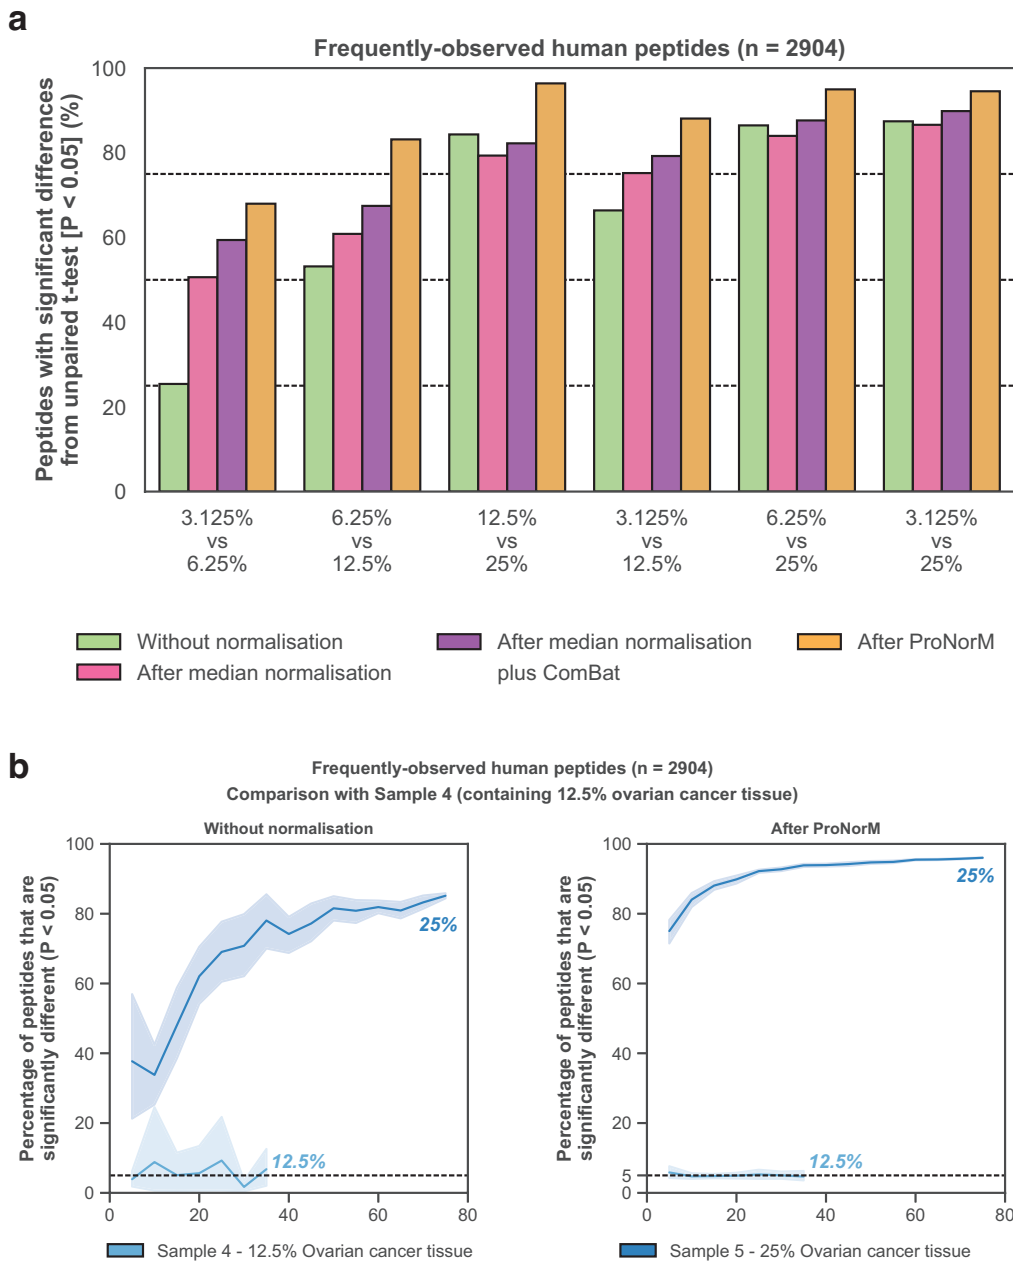 a
Frequently-observed human peptides (n = 2904)
Peptides with significant differences
from unpaired t-test [P < 0.05] (%)
100
80
60
40
20
0
3.125%
vs
6.25%
6.25%
vs
12.5%
12.5%
vs
25%
3.125%
vs
12.5%
6.25%
vs
25%
3.125%
vs
25%
Without normalisation
After median normalisation
After median normalisation
plus ComBat
After ProNorM
b
Frequently-observed human peptides (n = 2904)
Comparison with Sample 4 (containing 12.5% ovarian cancer tissue)
Without normalisation
Percentage of peptides that are
significantly different (P < 0.05)
100
80
60
40
20
0
25%
12.5%
0
20
40
60
80
After ProNorM
Percentage of peptides that are
significantly different (P < 0.05)
100
80
60
40
20
5
0
25%
12.5%
0
20
40
60
80
Sample 4 - 12.5% Ovarian cancer tissue
Sample 5 - 25% Ovarian cancer tissue